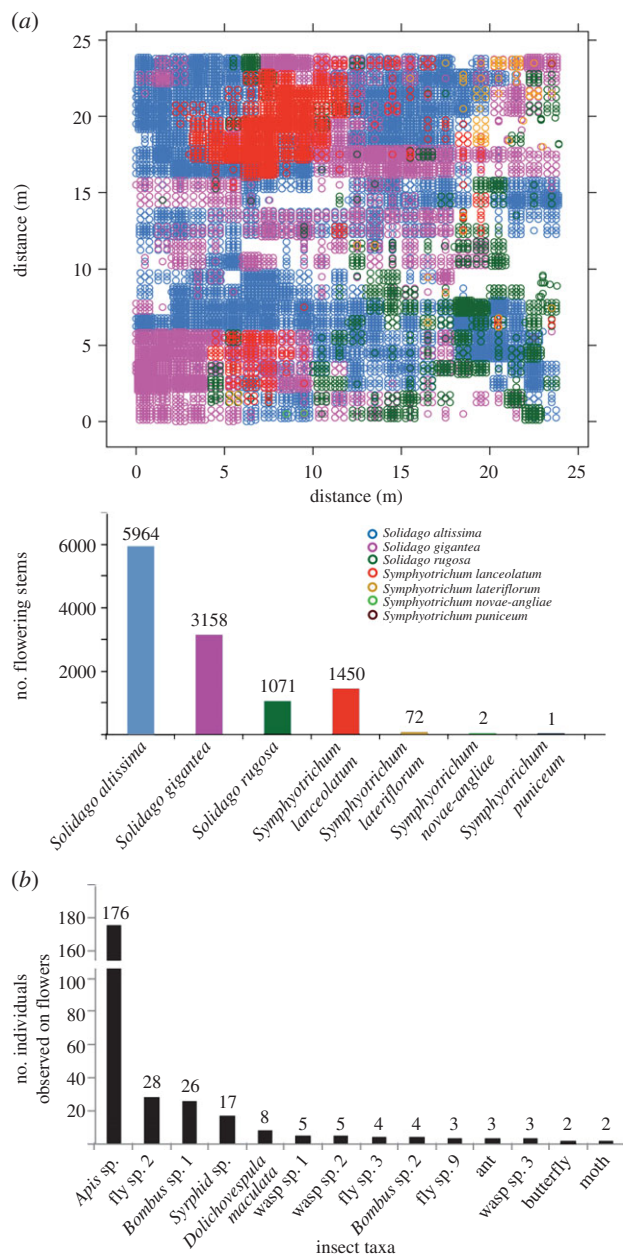 (a)
25
20
15
10
5
0
distance (m)
0 5 10 15 20 25
distance (m)
Solidago altissima
Solidago gigantea
Solidago rugosa
Symphyotrichum lanceolatum
Symphyotrichum lateriflorum
Symphyotrichum novae-angliae
Symphyotrichum puniceum
no. flowering stems
6000
4000
2000
5964
3158
1071
1450
72
2
1
Solidago altissima
Solidago gigantea
Solidago rugosa
Symphyotrichum
lanceolatum
Symphyotrichum
lateriflorum
Symphyotrichum
novae-angliae
Symphyotrichum
puniceum
(b)
no. individuals
observed on flowers
180
160
100
80
60
40
20
176
28
26
17
8
5
5
4
4
3
3
3
2
2
Apis sp.
fly sp. 2
Bombus sp. 1
Syrphid sp.
Dolichovespula
maculata
wasp sp. 1
wasp sp. 2
fly sp. 3
Bombus sp. 2
fly sp. 9
ant
wasp sp. 3
butterfly
moth
insect taxa